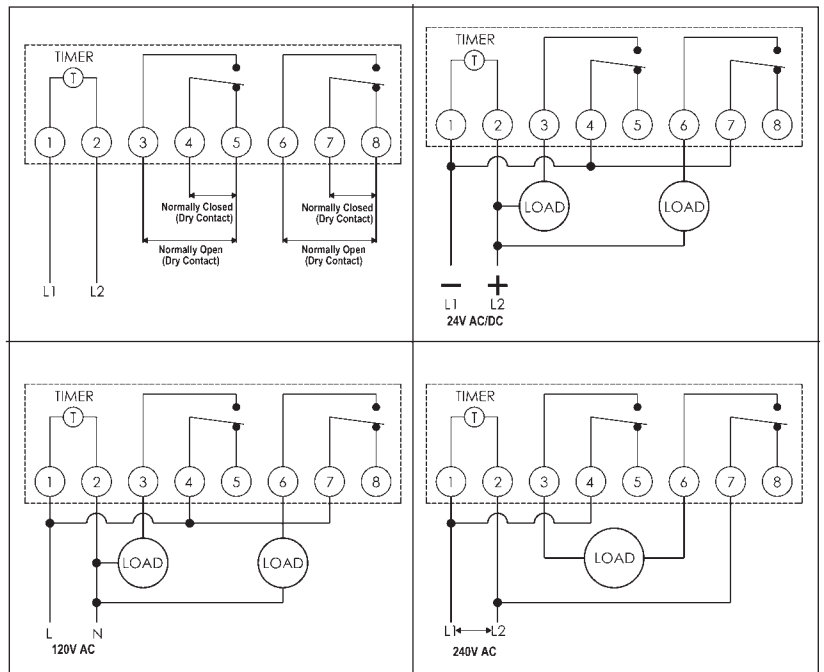 TIMER
T
1 2 3 4 5 6 7 8
Normally Closed
(Dry Contact)
Normally Closed
(Dry Contact)
Normally Open
(Dry Contact)
Normally Open
(Dry Contact)
L1 L2
TIMER
T
1 2 3 4 5 6 7 8
LOAD LOAD
− +
L1 L2
24V AC/DC
TIMER
T
1 2 3 4 5 6 7 8
LOAD LOAD
L N
120V AC
TIMER
T
1 2 3 4 5 6 7 8
LOAD
L1 L2
240V AC